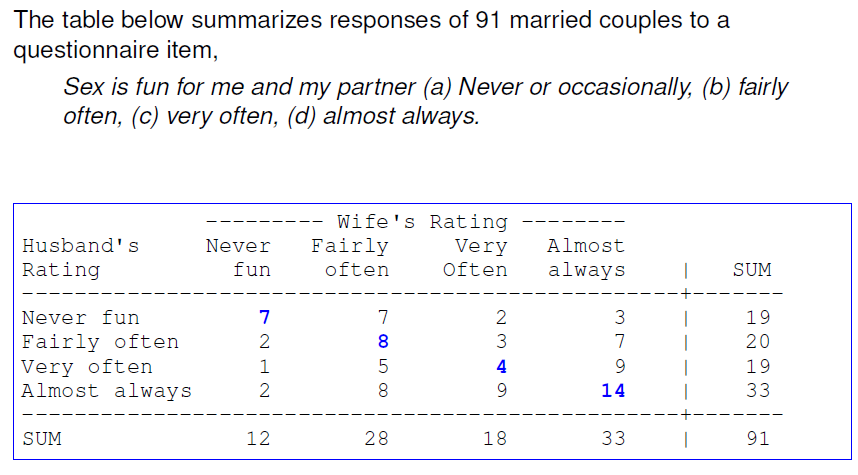 The table below summarizes responses of 91 married couples to a
questionnaire item,
Sex is fun for me and my partner (a) Never or occasionally, (b) fairly
often, (c) very often, (d) almost always.
--------- Wife's Rating --------
Husband's Never Fairly Very Almost
Rating fun often Often always | SUM
---------------------------------------------------+-------
Never fun 7 7 2 3 | 19
Fairly often 2 8 3 7 | 20
Very often 1 5 4 9 | 19
Almost always 2 8 9 14 | 33
---------------------------------------------------+-------
SUM 12 28 18 33 | 91